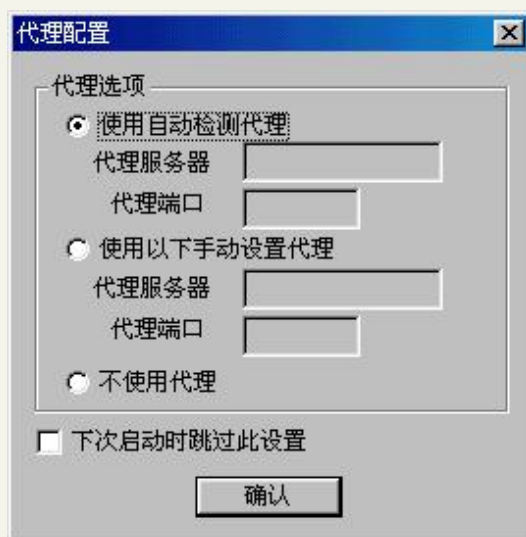 代理配置
代理选项
使用自动检测代理
代理服务器
代理端口
使用以下手动设置代理
代理服务器
代理端口
不使用代理
下次启动时跳过此设置
确认